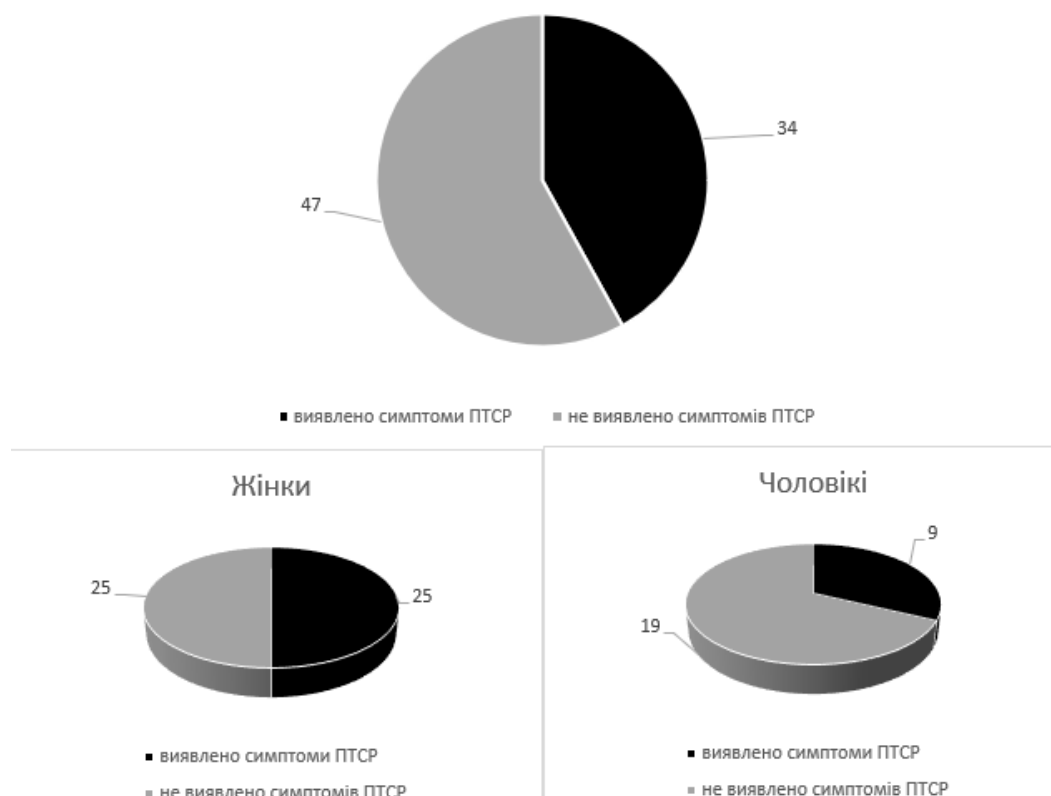 34
47
виявлено симптоми ПТСР не виявлено симптомів ПТСР
Жінки
25
25
виявлено симптоми ПТСР
не виявлено симптомів ПТСР
Чоловікі
9
19
виявлено симптоми ПТСР
не виявлено симптомів ПТСР